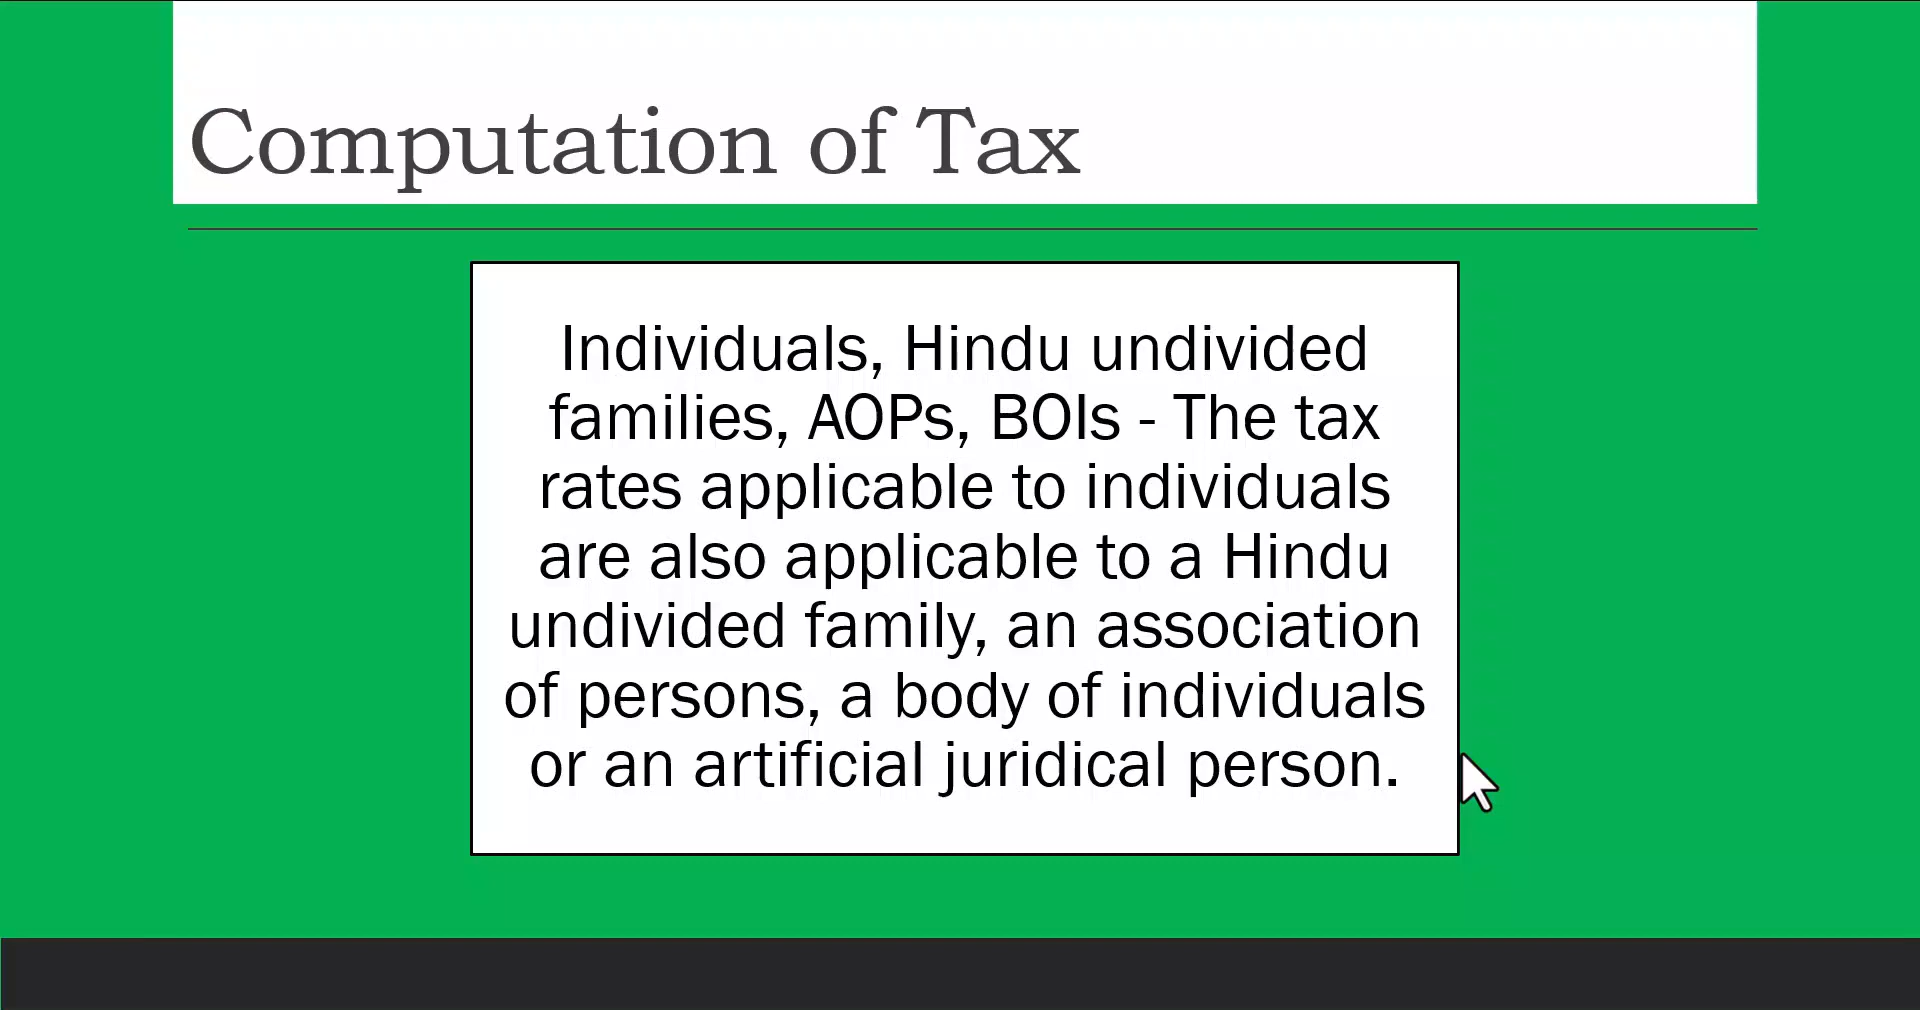 Computation of Tax
Individuals, Hindu undivided
families, AOPs, BOIs - The tax
rates applicable to individuals
are also applicable to a Hindu
undivided family, an association
of persons, a body of individuals
or an artificial juridical person.